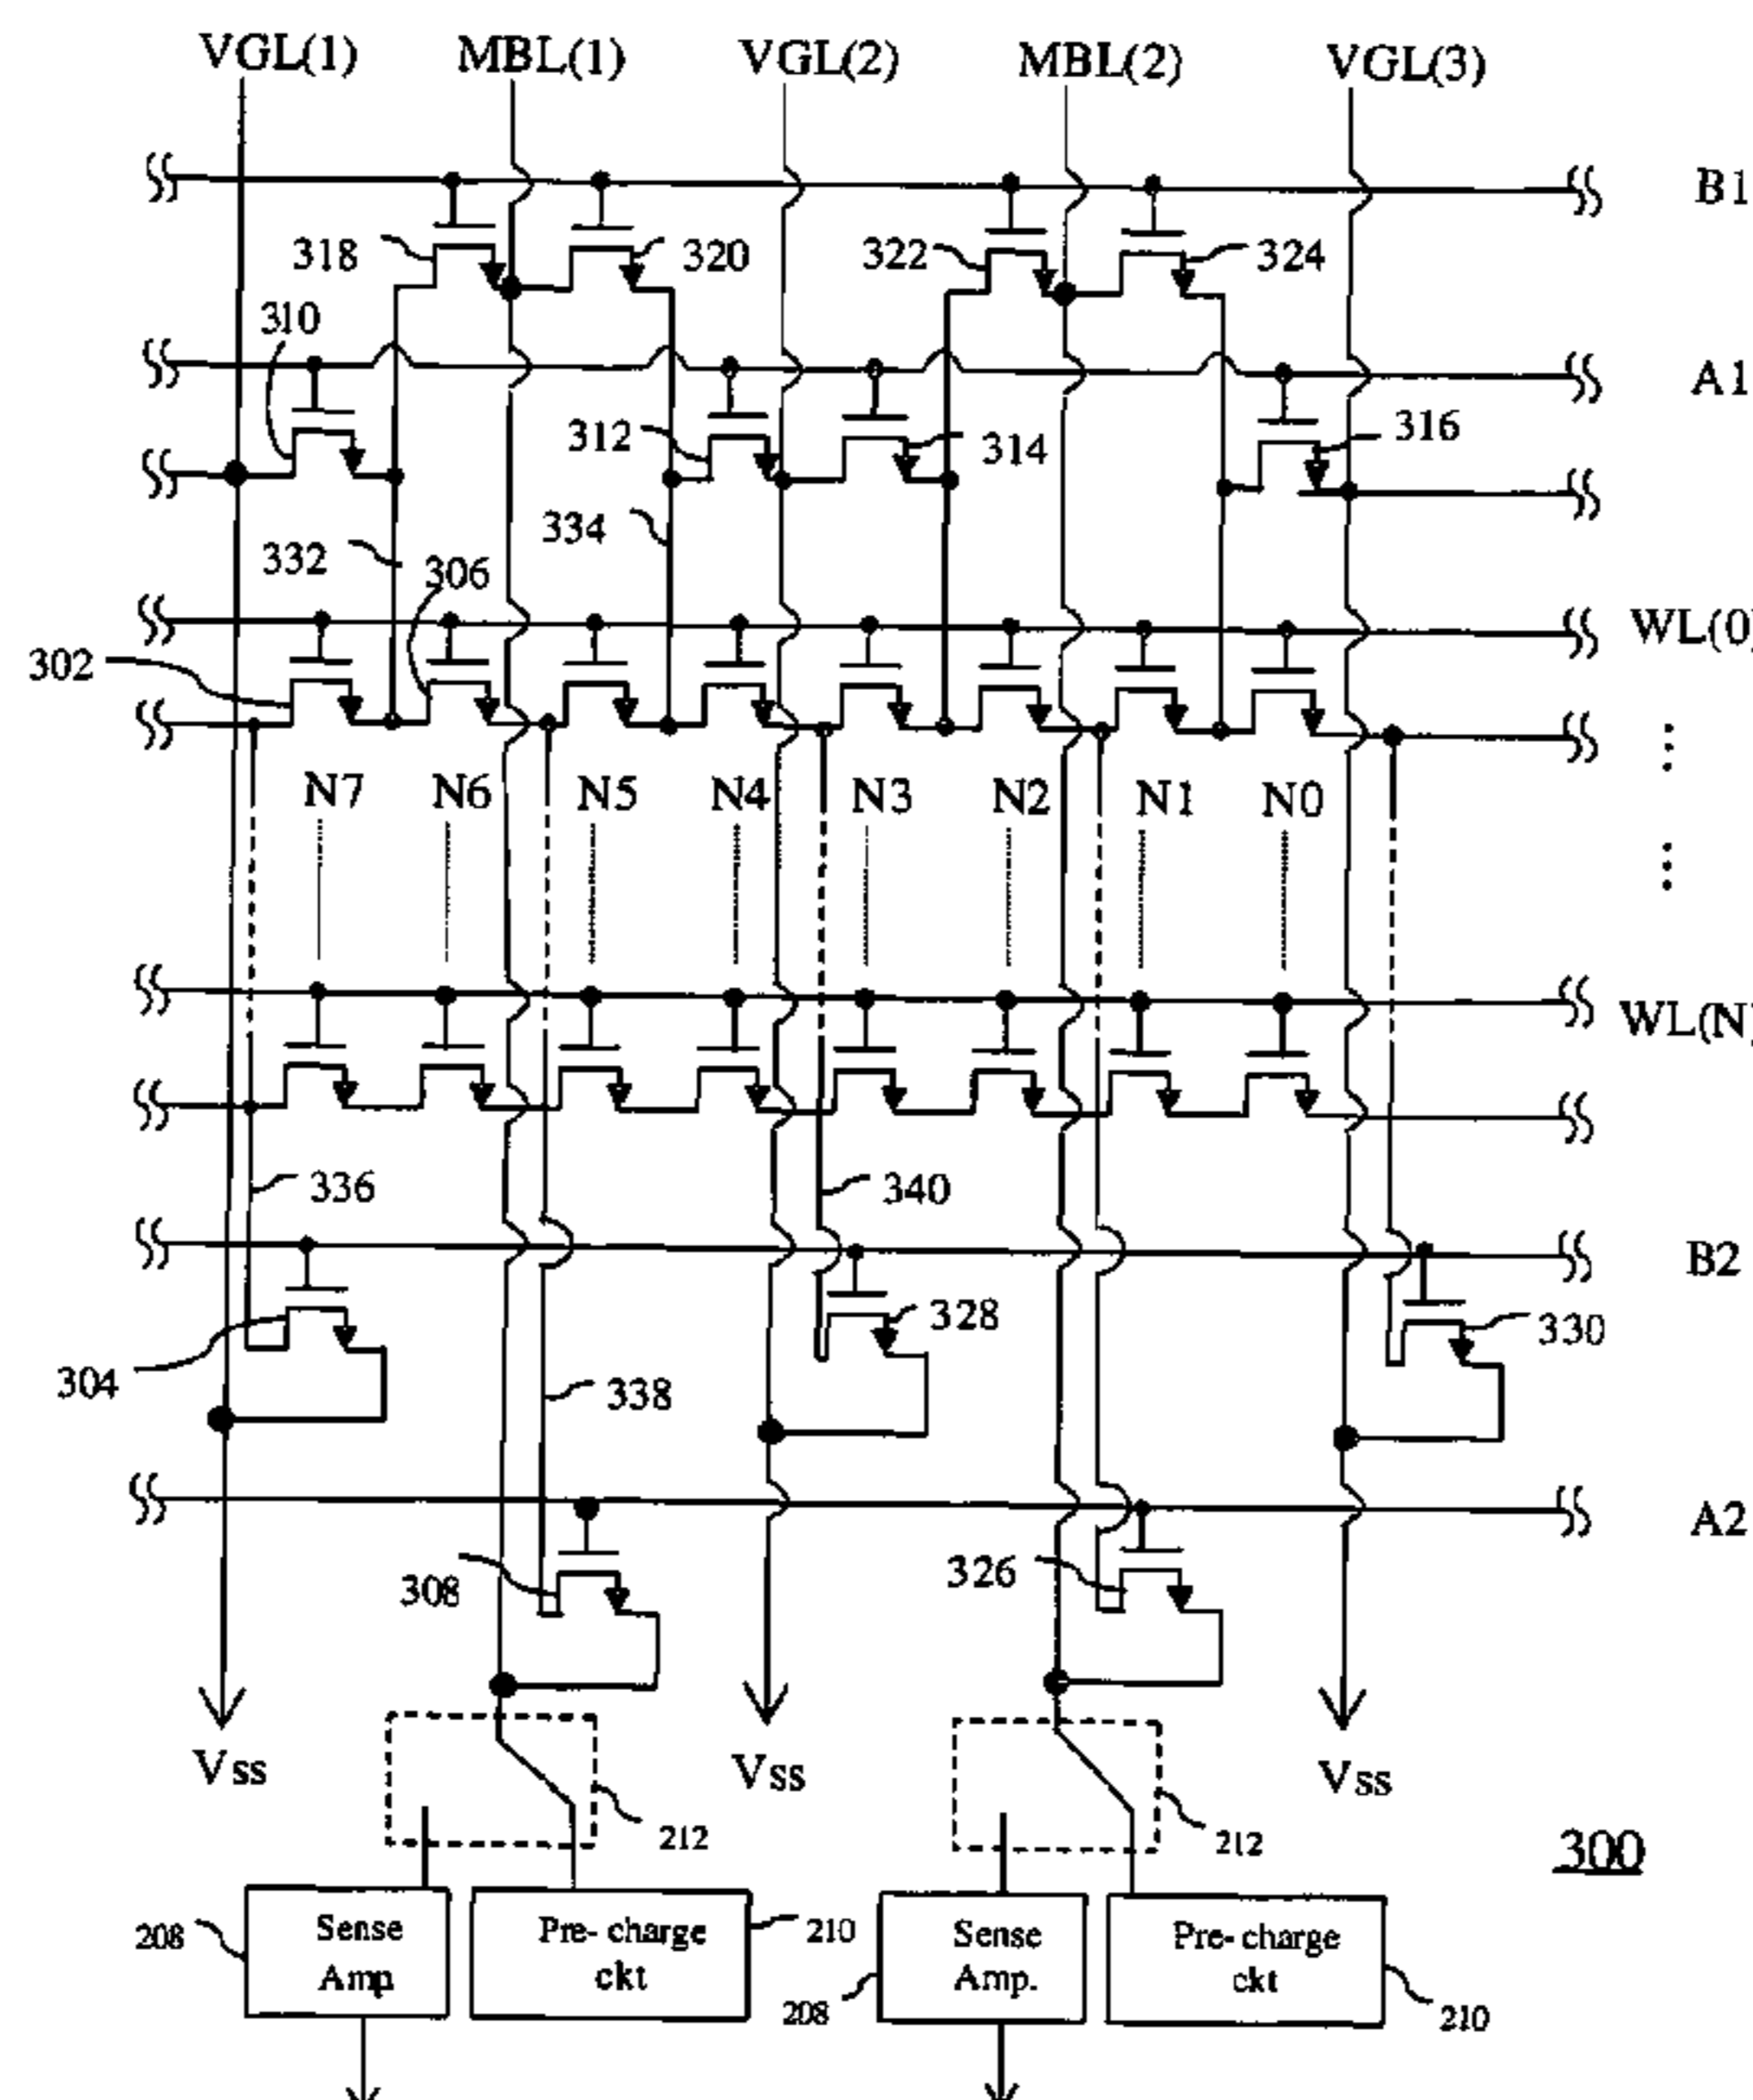 VGL(1) MBL(1) VGL(2) MBL(2) VGL(3)
B1
318 320 322 324
310
A1
312 314 316
334
332 306
WL(0)
302
N7 N6 N5 N4 N3 N2 N1 N0
WL(N)
336 340
B2
304 328 330
338
A2
308 326
Vss Vss Vss
212 212
300
208 Sense Amp Pre- charge ckt 210 208 Sense Amp. Pre- charge ckt 210